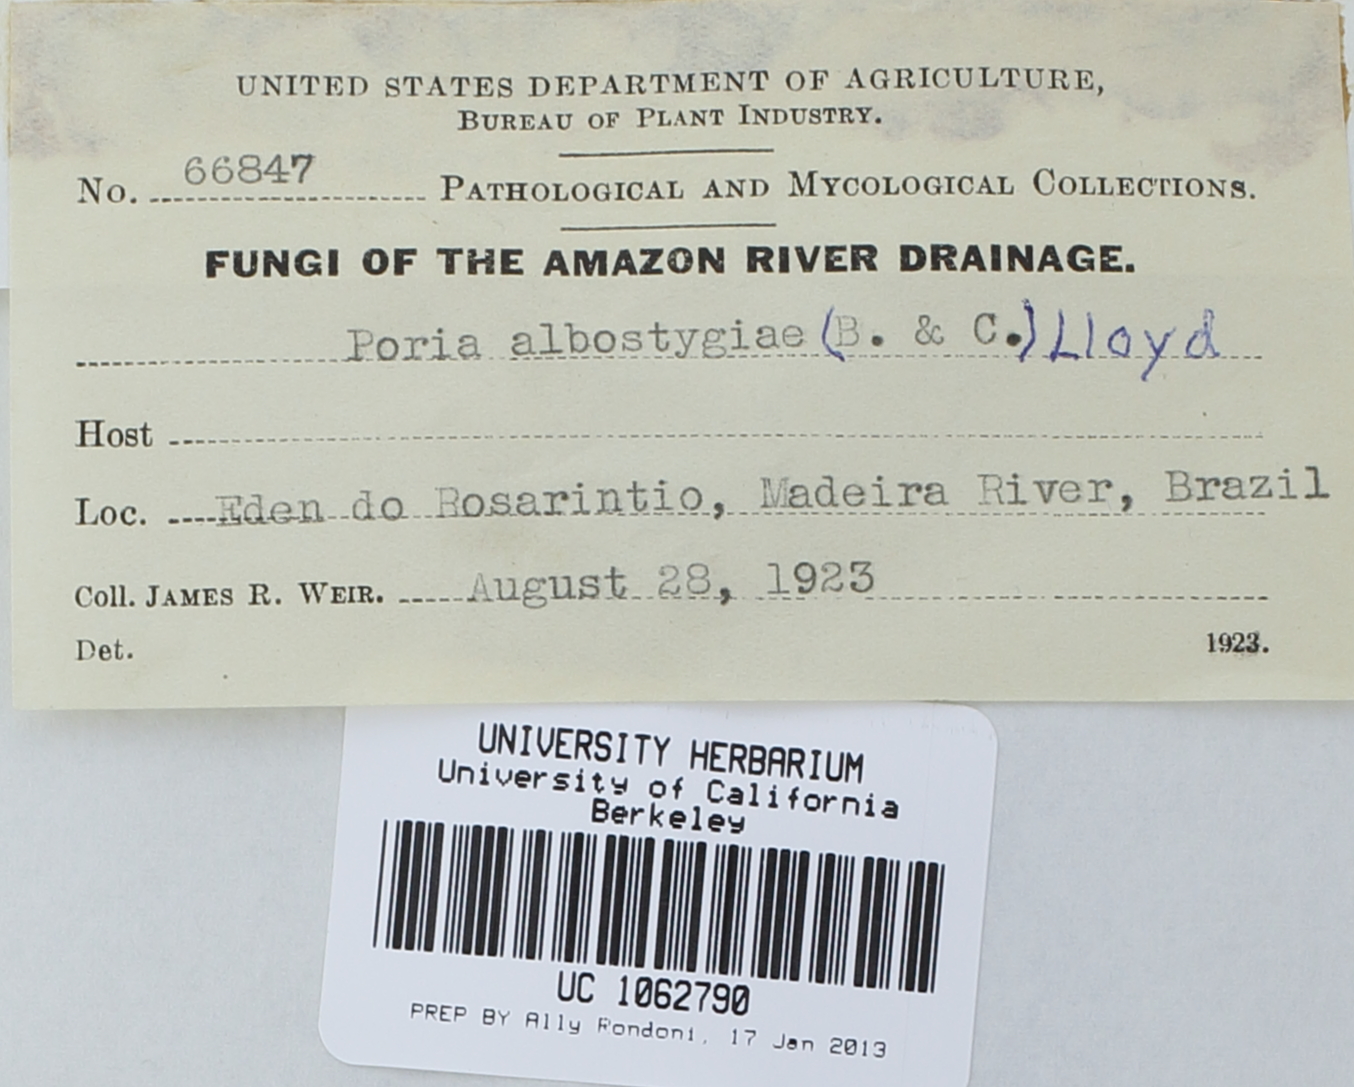 UNITED STATES DEPARTMENT OF AGRICULTURE,
BUREAU OF PLANT INDUSTRY.
No. 66847 PATHOLOGICAL AND MYCOLOGICAL COLLECTIONS.
FUNGI OF THE AMAZON RIVER DRAINAGE.
Poria albostygiae (B. & C.) Lloyd
Host
Loc. Eden do Rosarintio, Madeira River, Brazil
Coll. JAMES R. WEIR. August 28, 1923
Det. 1923.
UNIVERSITY HERBARIUM
University of California
Berkeley
UC 1062790
PREP BY Ally Rondoni, 17 Jan 2013